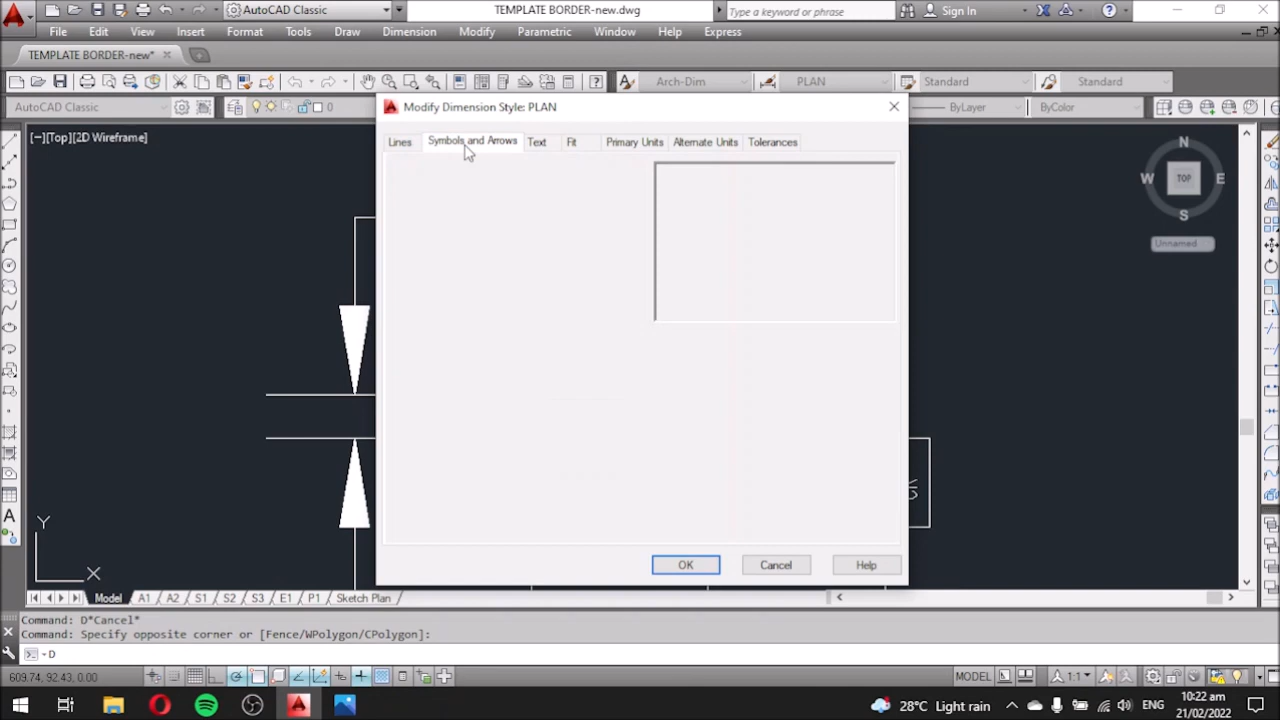 AutoCAD Classic
TEMPLATE BORDER-new.dwg
Type a keyword or phrase
Sign In
File Edit View Insert Format Tools Draw Dimension Modify Parametric Window Help Express
TEMPLATE BORDER-new*
Arch-Dim
PLAN
Standard
Standard
AutoCAD Classic
0
ByLayer
ByColor
Modify Dimension Style: PLAN
[−][Top][2D Wireframe]
Lines Symbols and Arrows Text Fit Primary Units Alternate Units Tolerances
N
W TOP E
S
Unnamed
Y
X
OK Cancel Help
Model A1 A2 S1 S2 S3 E1 P1 Sketch Plan
Command: D*Cancel*
Command: Specify opposite corner or [Fence/WPolygon/CPolygon]:
D
609.74, 92.43, 0.00
MODEL
1:1
28°C Light rain
ENG
10:22 am
21/02/2022